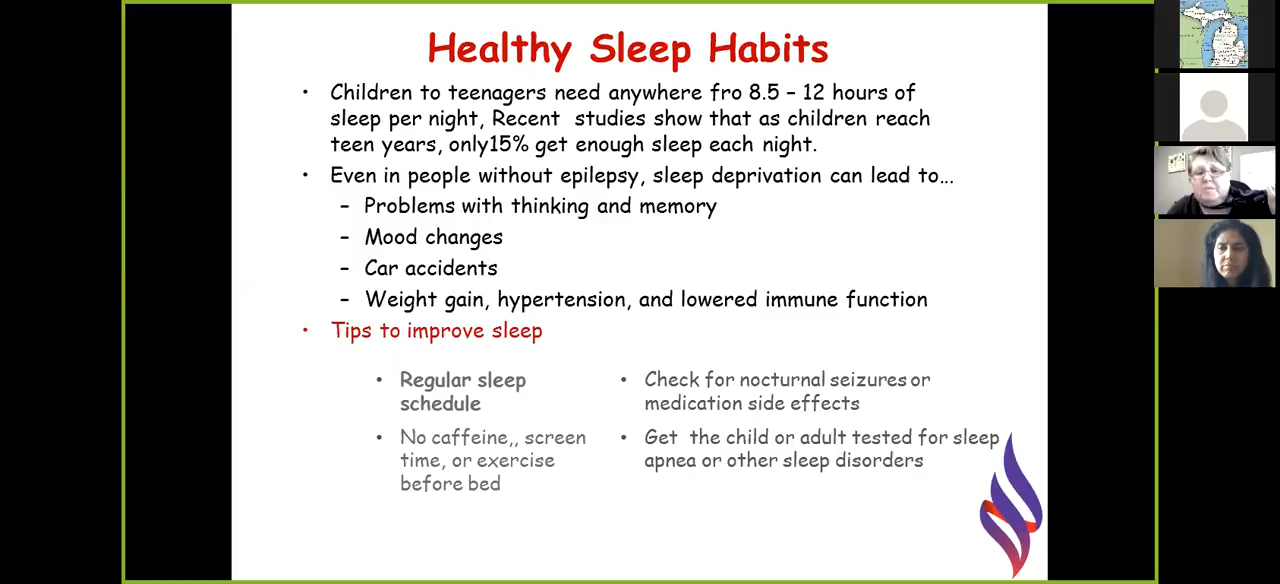 Healthy Sleep Habits
• Children to teenagers need anywhere fro 8.5 – 12 hours of
sleep per night, Recent studies show that as children reach
teen years, only15% get enough sleep each night.
• Even in people without epilepsy, sleep deprivation can lead to…
– Problems with thinking and memory
– Mood changes
– Car accidents
– Weight gain, hypertension, and lowered immune function
• Tips to improve sleep
• Regular sleep
schedule
• No caffeine,, screen
time, or exercise
before bed
• Check for nocturnal seizures or
medication side effects
• Get the child or adult tested for sleep
apnea or other sleep disorders